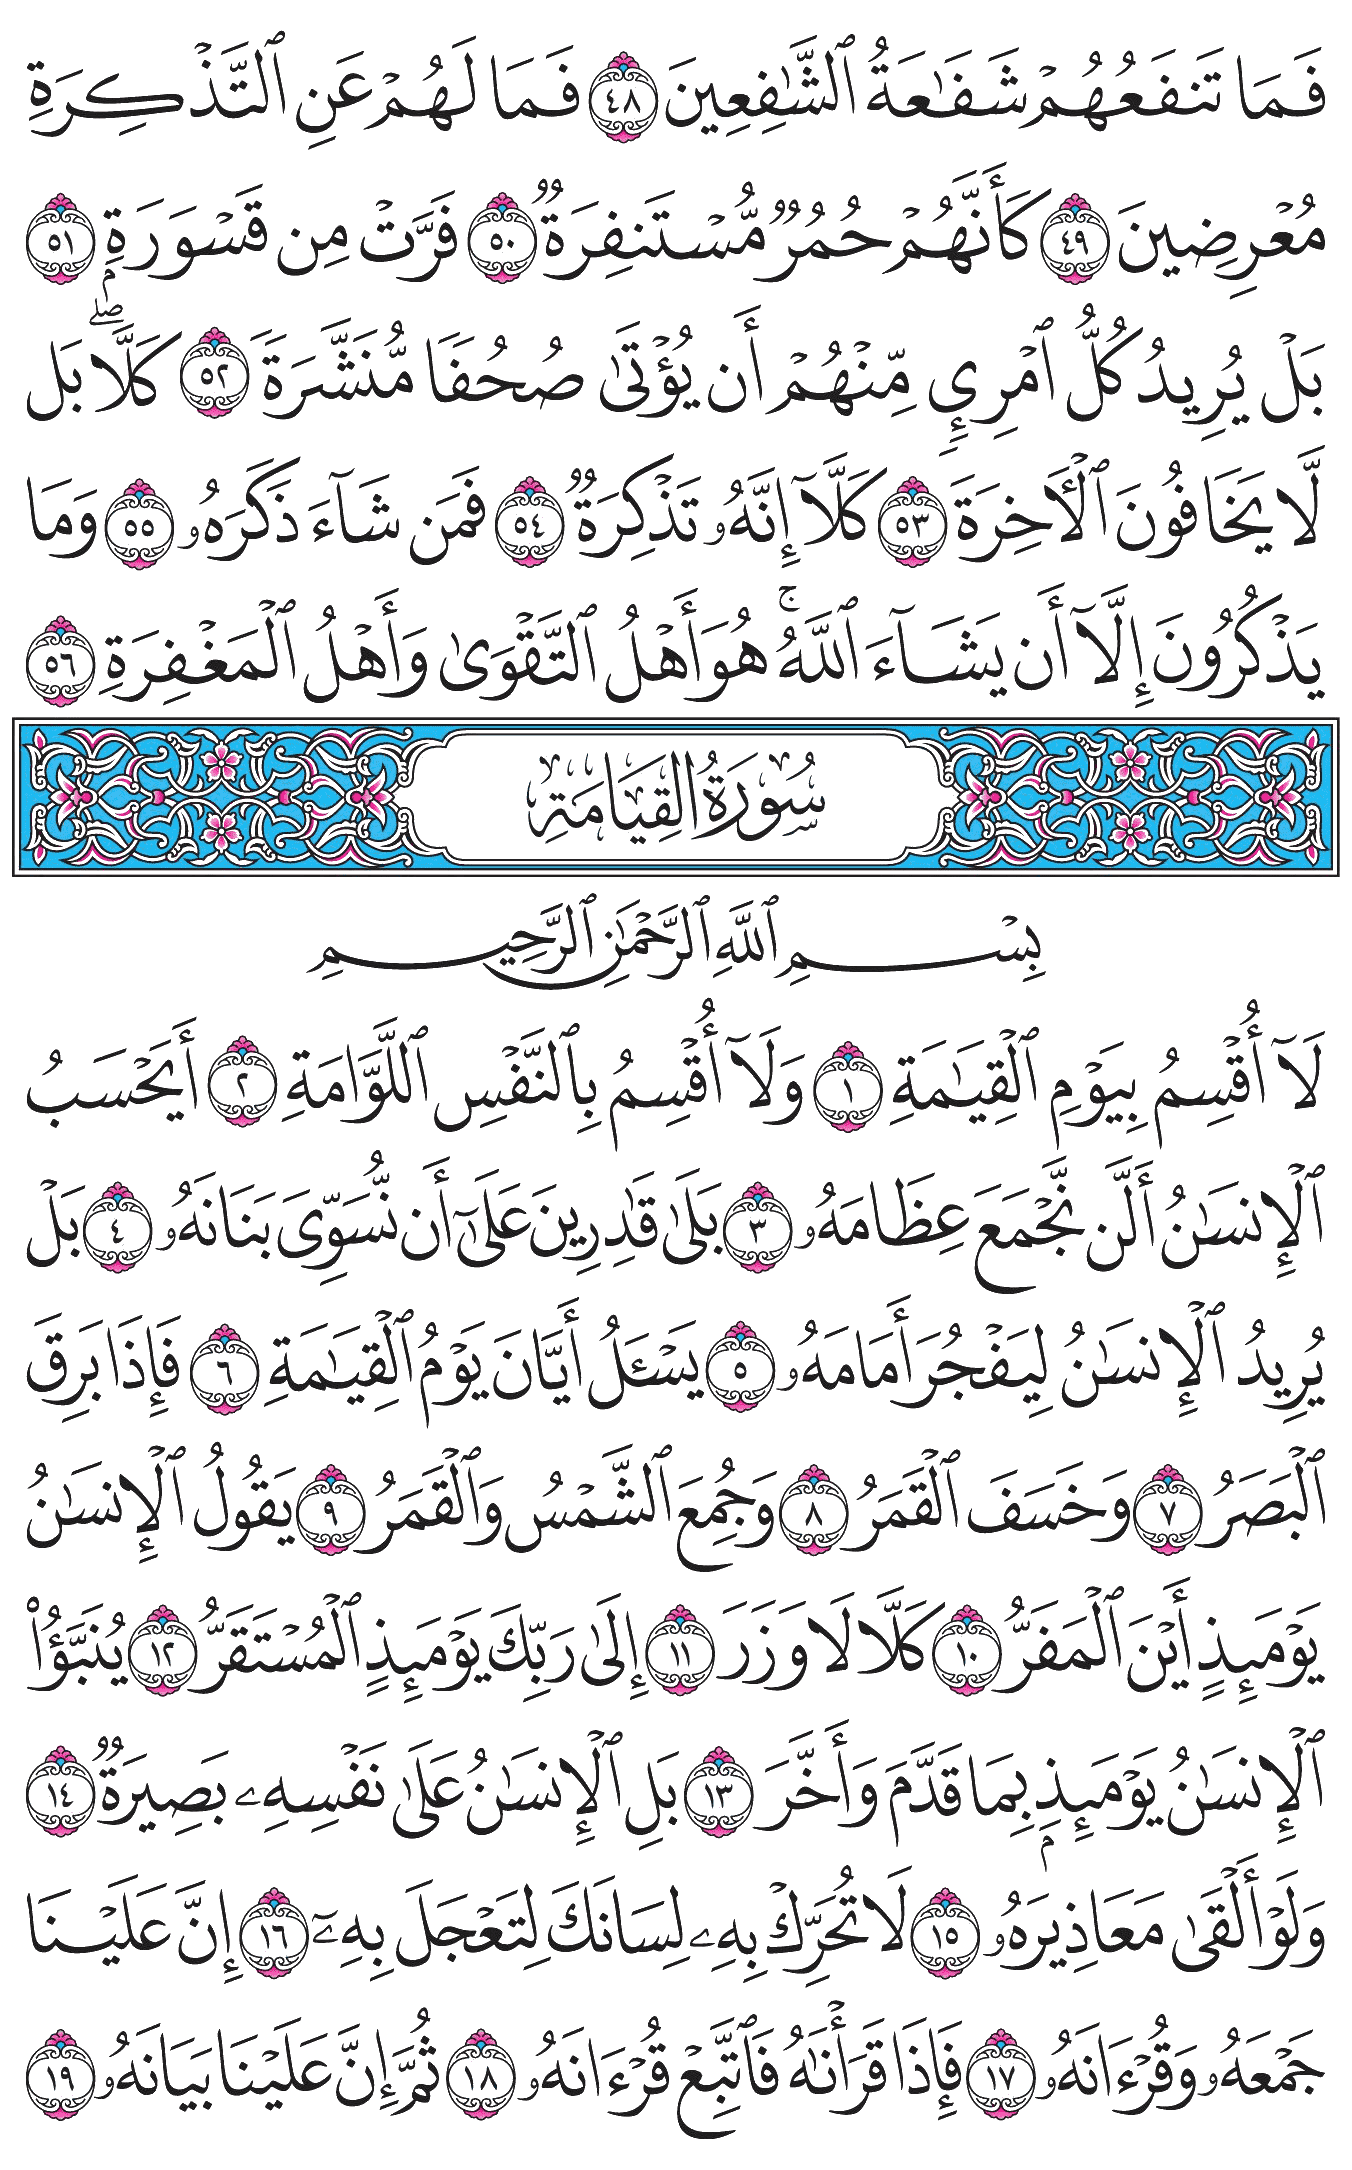 فَمَا تَنفَعُهُمْ شَفَـٰعَةُ ٱلشَّـٰفِعِينَ ٤٨ فَمَا لَهُمْ عَنِ ٱلتَّذْكِرَةِ
مُعْرِضِينَ ٤٩ كَأَنَّهُمْ حُمُرٌ مُّسْتَنفِرَةٌ ٥٠ فَرَّتْ مِن قَسْوَرَةِۭ ٥١
بَلْ يُرِيدُ كُلُّ ٱمْرِئٍ مِّنْهُمْ أَن يُؤْتَىٰ صُحُفًا مُّنَشَّرَةً ٥٢ كَلَّا ۖ بَل
لَّا يَخَافُونَ ٱلْـَٔاخِرَةَ ٥٣ كَلَّآ إِنَّهُۥ تَذْكِرَةٌ ٥٤ فَمَن شَآءَ ذَكَرَهُۥ ٥٥ وَمَا
يَذْكُرُونَ إِلَّآ أَن يَشَآءَ ٱللَّهُ ۚ هُوَ أَهْلُ ٱلتَّقْوَىٰ وَأَهْلُ ٱلْمَغْفِرَةِ ٥٦
سُورَةُ القِيَامَةِ
بِسْمِ ٱللَّهِ ٱلرَّحْمَـٰنِ ٱلرَّحِيمِ
لَآ أُقْسِمُ بِيَوْمِ ٱلْقِيَـٰمَةِ ١ وَلَآ أُقْسِمُ بِٱلنَّفْسِ ٱللَّوَّامَةِ ٢ أَيَحْسَبُ
ٱلْإِنسَـٰنُ أَلَّن نَّجْمَعَ عِظَامَهُۥ ٣ بَلَىٰ قَـٰدِرِينَ عَلَىٰٓ أَن نُّسَوِّىَ بَنَانَهُۥ ٤ بَلْ
يُرِيدُ ٱلْإِنسَـٰنُ لِيَفْجُرَ أَمَامَهُۥ ٥ يَسْـَٔلُ أَيَّانَ يَوْمُ ٱلْقِيَـٰمَةِ ٦ فَإِذَا بَرِقَ
ٱلْبَصَرُ ٧ وَخَسَفَ ٱلْقَمَرُ ٨ وَجُمِعَ ٱلشَّمْسُ وَٱلْقَمَرُ ٩ يَقُولُ ٱلْإِنسَـٰنُ
يَوْمَئِذٍ أَيْنَ ٱلْمَفَرُّ ١٠ كَلَّا لَا وَزَرَ ١١ إِلَىٰ رَبِّكَ يَوْمَئِذٍ ٱلْمُسْتَقَرُّ ١٢ يُنَبَّؤُا۟
ٱلْإِنسَـٰنُ يَوْمَئِذِۭ بِمَا قَدَّمَ وَأَخَّرَ ١٣ بَلِ ٱلْإِنسَـٰنُ عَلَىٰ نَفْسِهِۦ بَصِيرَةٌ ١٤
وَلَوْ أَلْقَىٰ مَعَاذِيرَهُۥ ١٥ لَا تُحَرِّكْ بِهِۦ لِسَانَكَ لِتَعْجَلَ بِهِۦٓ ١٦ إِنَّ عَلَيْنَا
جَمْعَهُۥ وَقُرْءَانَهُۥ ١٧ فَإِذَا قَرَأْنَـٰهُ فَٱتَّبِعْ قُرْءَانَهُۥ ١٨ ثُمَّ إِنَّ عَلَيْنَا بَيَانَهُۥ ١٩